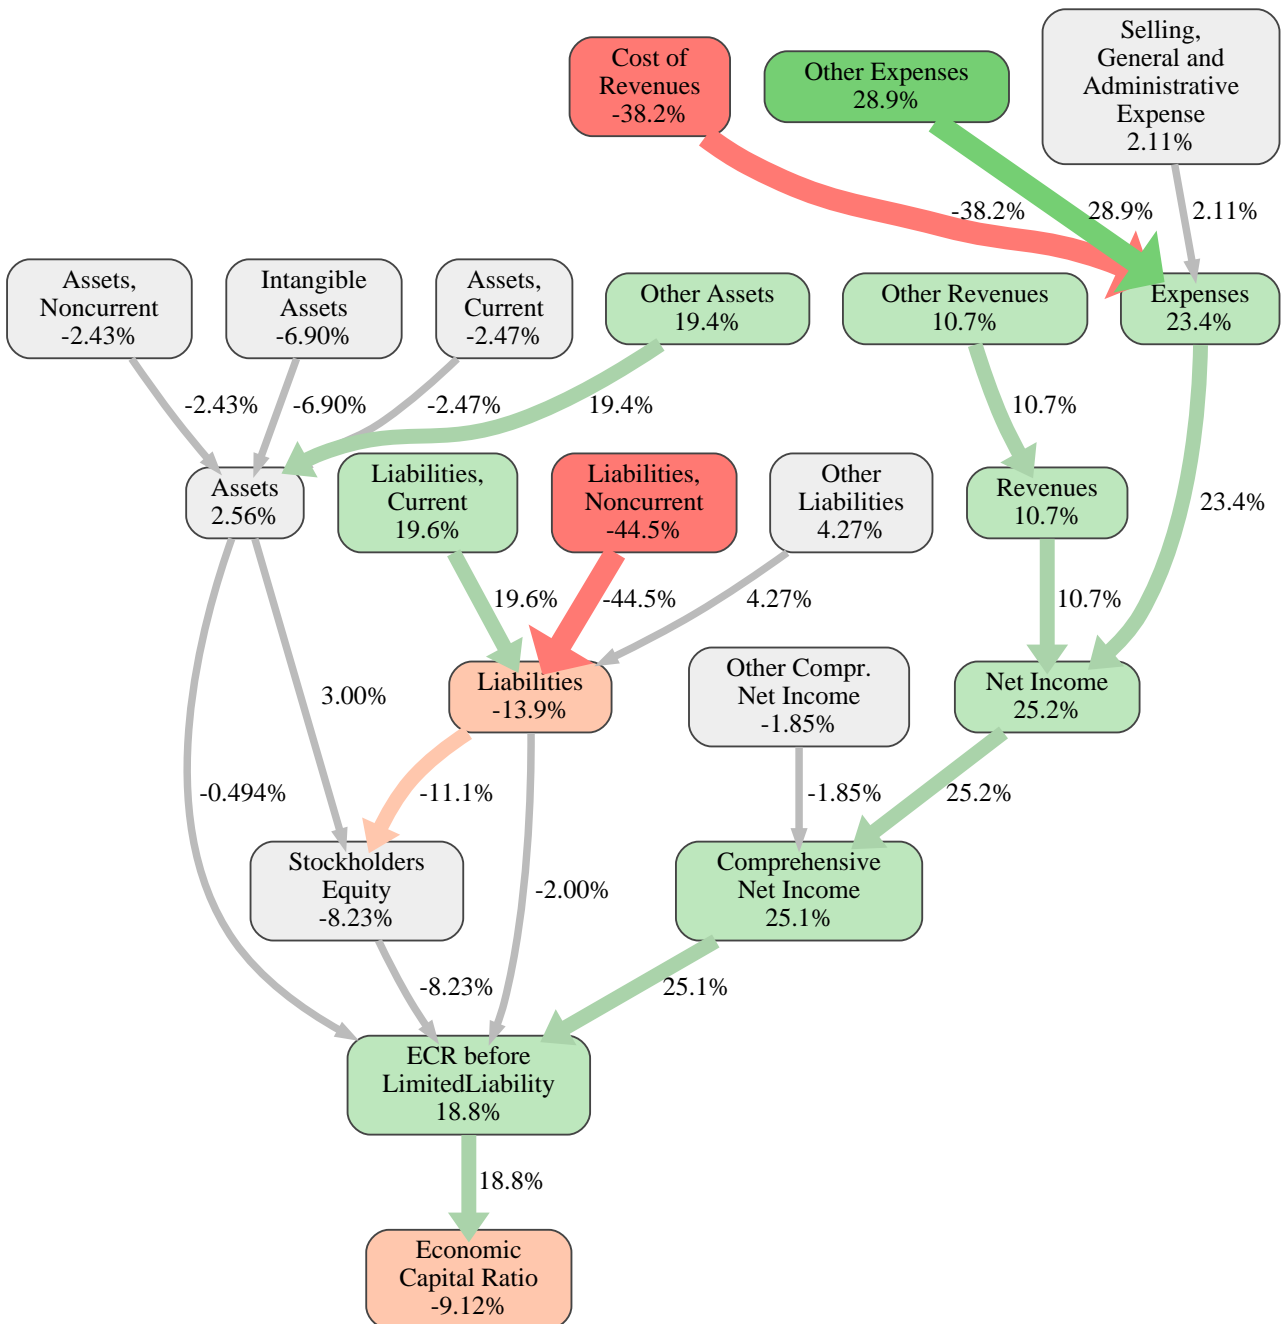 Cost of
Revenues
-38.2%
Other Expenses
28.9%
Selling,
General and
Administrative
Expense
2.11%
-38.2%
28.9%
2.11%
Assets,
Noncurrent
-2.43%
Intangible
Assets
-6.90%
Assets,
Current
-2.47%
Other Assets
19.4%
Other Revenues
10.7%
Expenses
23.4%
-2.43%
-6.90%
-2.47%
19.4%
10.7%
23.4%
Assets
2.56%
Liabilities,
Current
19.6%
Liabilities,
Noncurrent
-44.5%
Other
Liabilities
4.27%
Revenues
10.7%
19.6%
-44.5%
4.27%
10.7%
3.00%
Liabilities
-13.9%
Other Compr.
Net Income
-1.85%
Net Income
25.2%
-0.494%
-11.1%
-1.85%
25.2%
Stockholders
Equity
-8.23%
-2.00%
Comprehensive
Net Income
25.1%
-8.23%
25.1%
ECR before
LimitedLiability
18.8%
18.8%
Economic
Capital Ratio
-9.12%